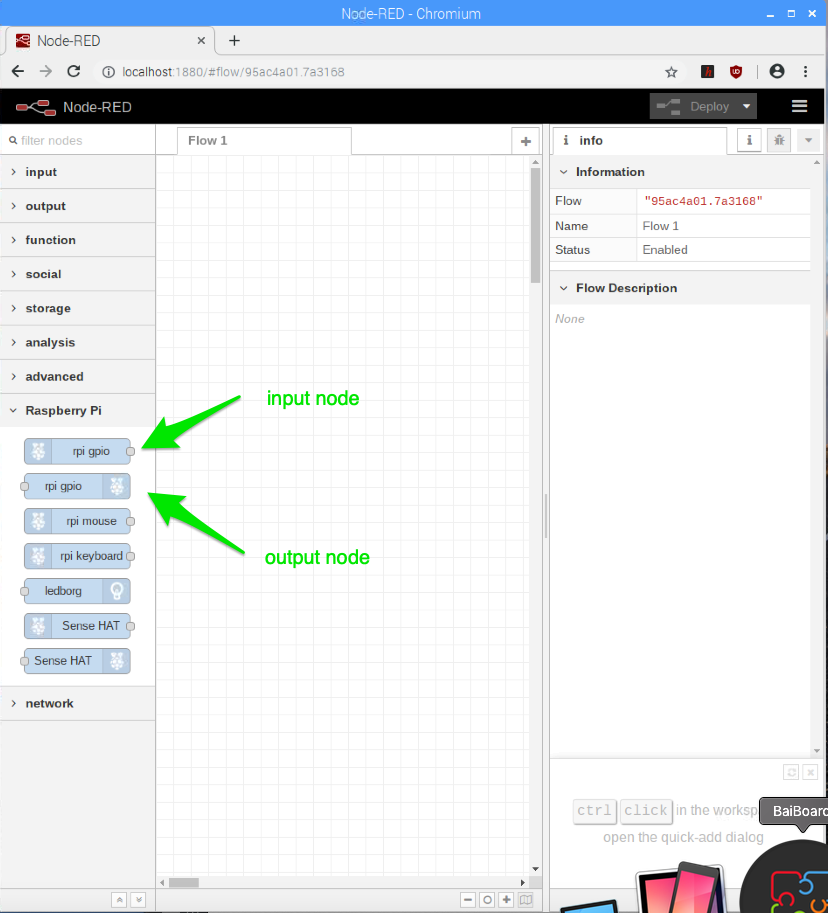 Node-RED - Chromium
Node-RED
localhost:1880/#flow/95ac4a01.7a3168
Node-RED
Deploy
filter nodes
Flow 1
info
input
output
function
social
storage
analysis
advanced
Raspberry Pi
rpi gpio
rpi gpio
rpi mouse
rpi keyboard
ledborg
Sense HAT
Sense HAT
network
input node
output node
Information
Flow "95ac4a01.7a3168"
Name Flow 1
Status Enabled
Flow Description
None
ctrl click in the worksp
open the quick-add dialog
BaiBoard